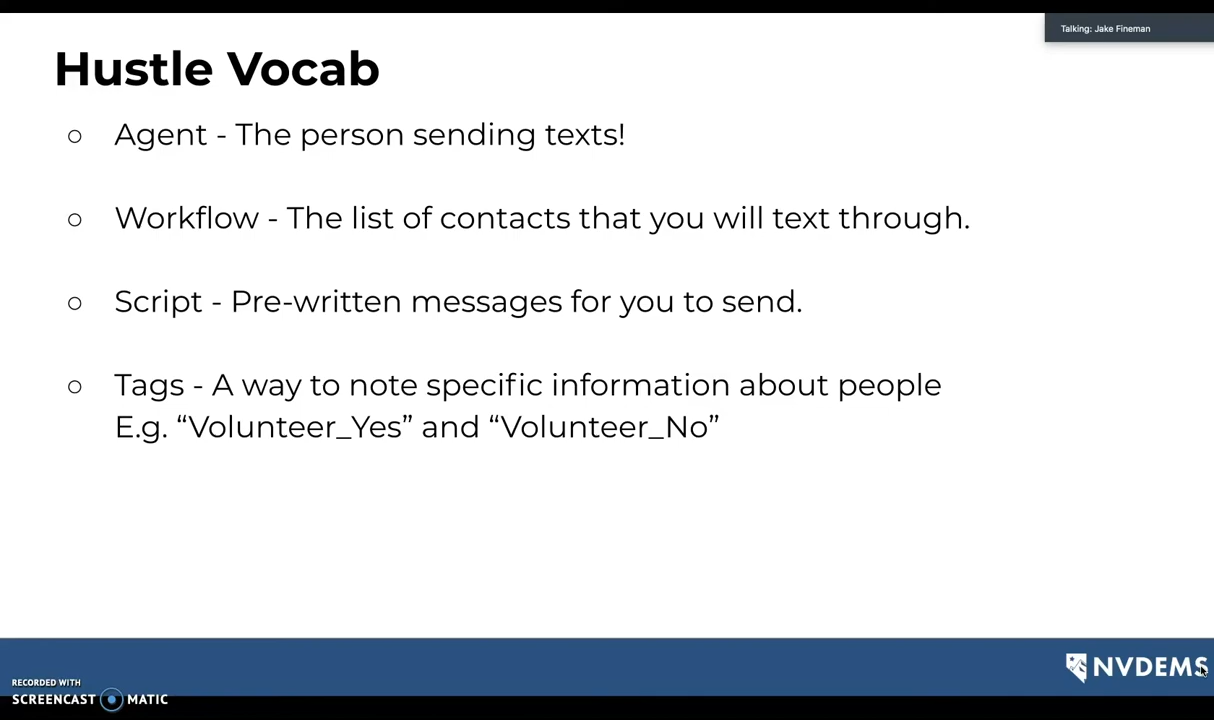 Talking: Jake Fineman
Hustle Vocab
○ Agent - The person sending texts!
○ Workflow - The list of contacts that you will text through.
○ Script - Pre-written messages for you to send.
○ Tags - A way to note specific information about people
E.g. “Volunteer_Yes” and “Volunteer_No”
NVDEMS
RECORDED WITH
SCREENCAST MATIC